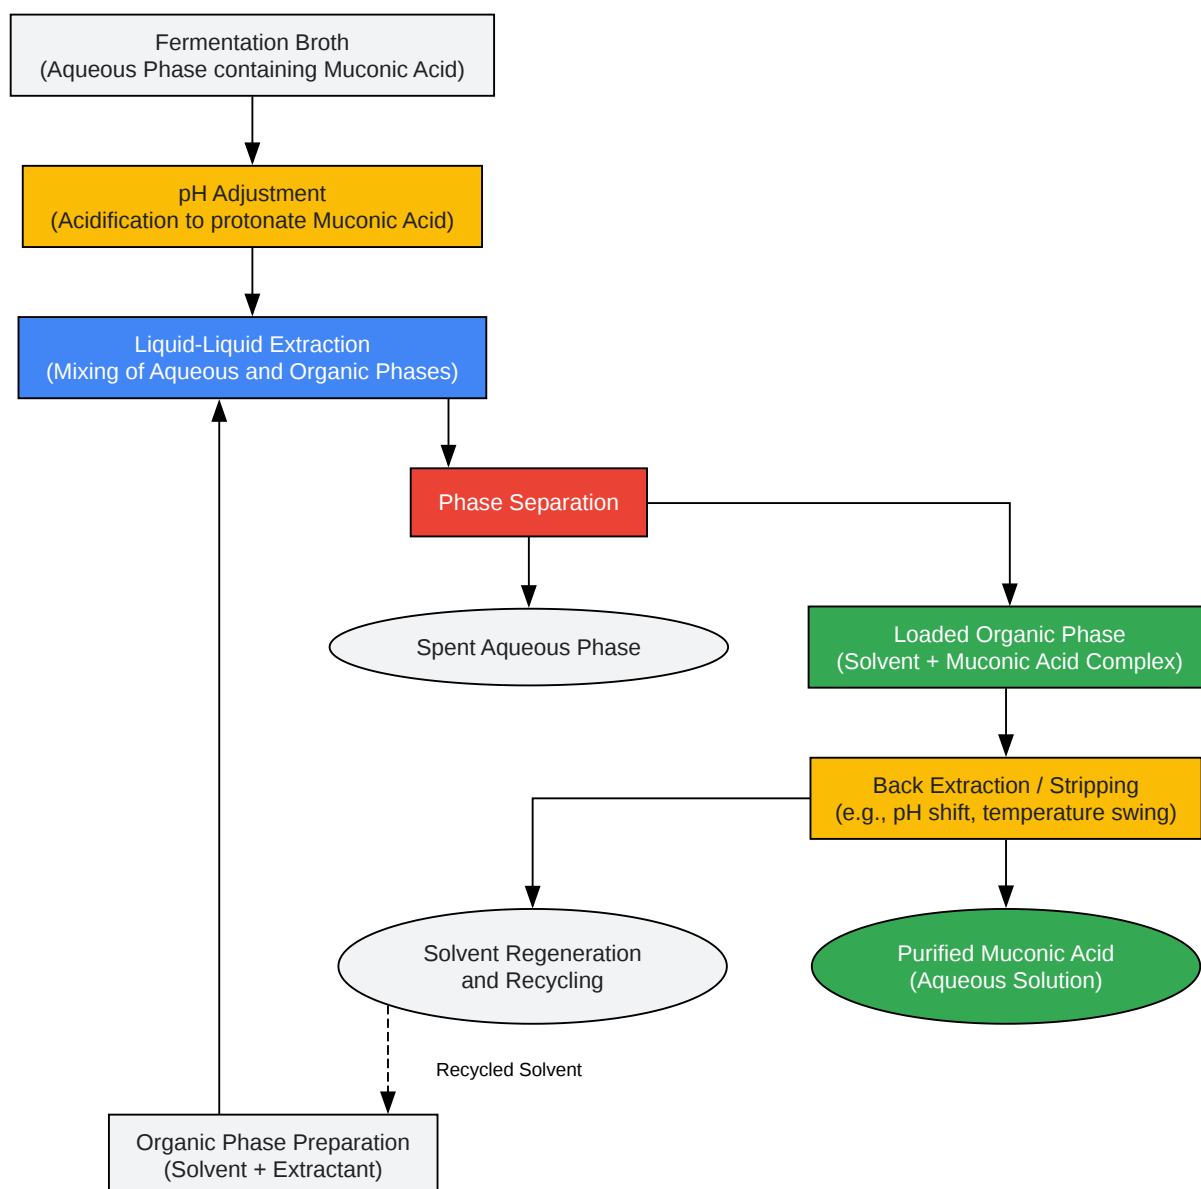 Fermentation Broth
(Aqueous Phase containing Muconic Acid)
pH Adjustment
(Acidification to protonate Muconic Acid)
Liquid-Liquid Extraction
(Mixing of Aqueous and Organic Phases)
Phase Separation
Spent Aqueous Phase
Loaded Organic Phase
(Solvent + Muconic Acid Complex)
Back Extraction / Stripping
(e.g., pH shift, temperature swing)
Solvent Regeneration
and Recycling
Purified Muconic Acid
(Aqueous Solution)
Recycled Solvent
Organic Phase Preparation
(Solvent + Extractant)